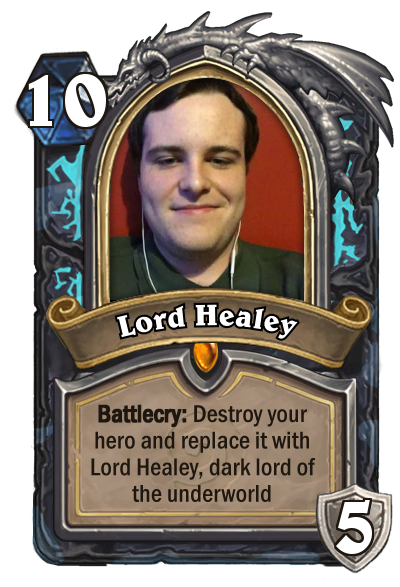 10
Lord Healey
Battlecry: Destroy your
hero and replace it with
Lord Healey, dark lord of
the underworld
5